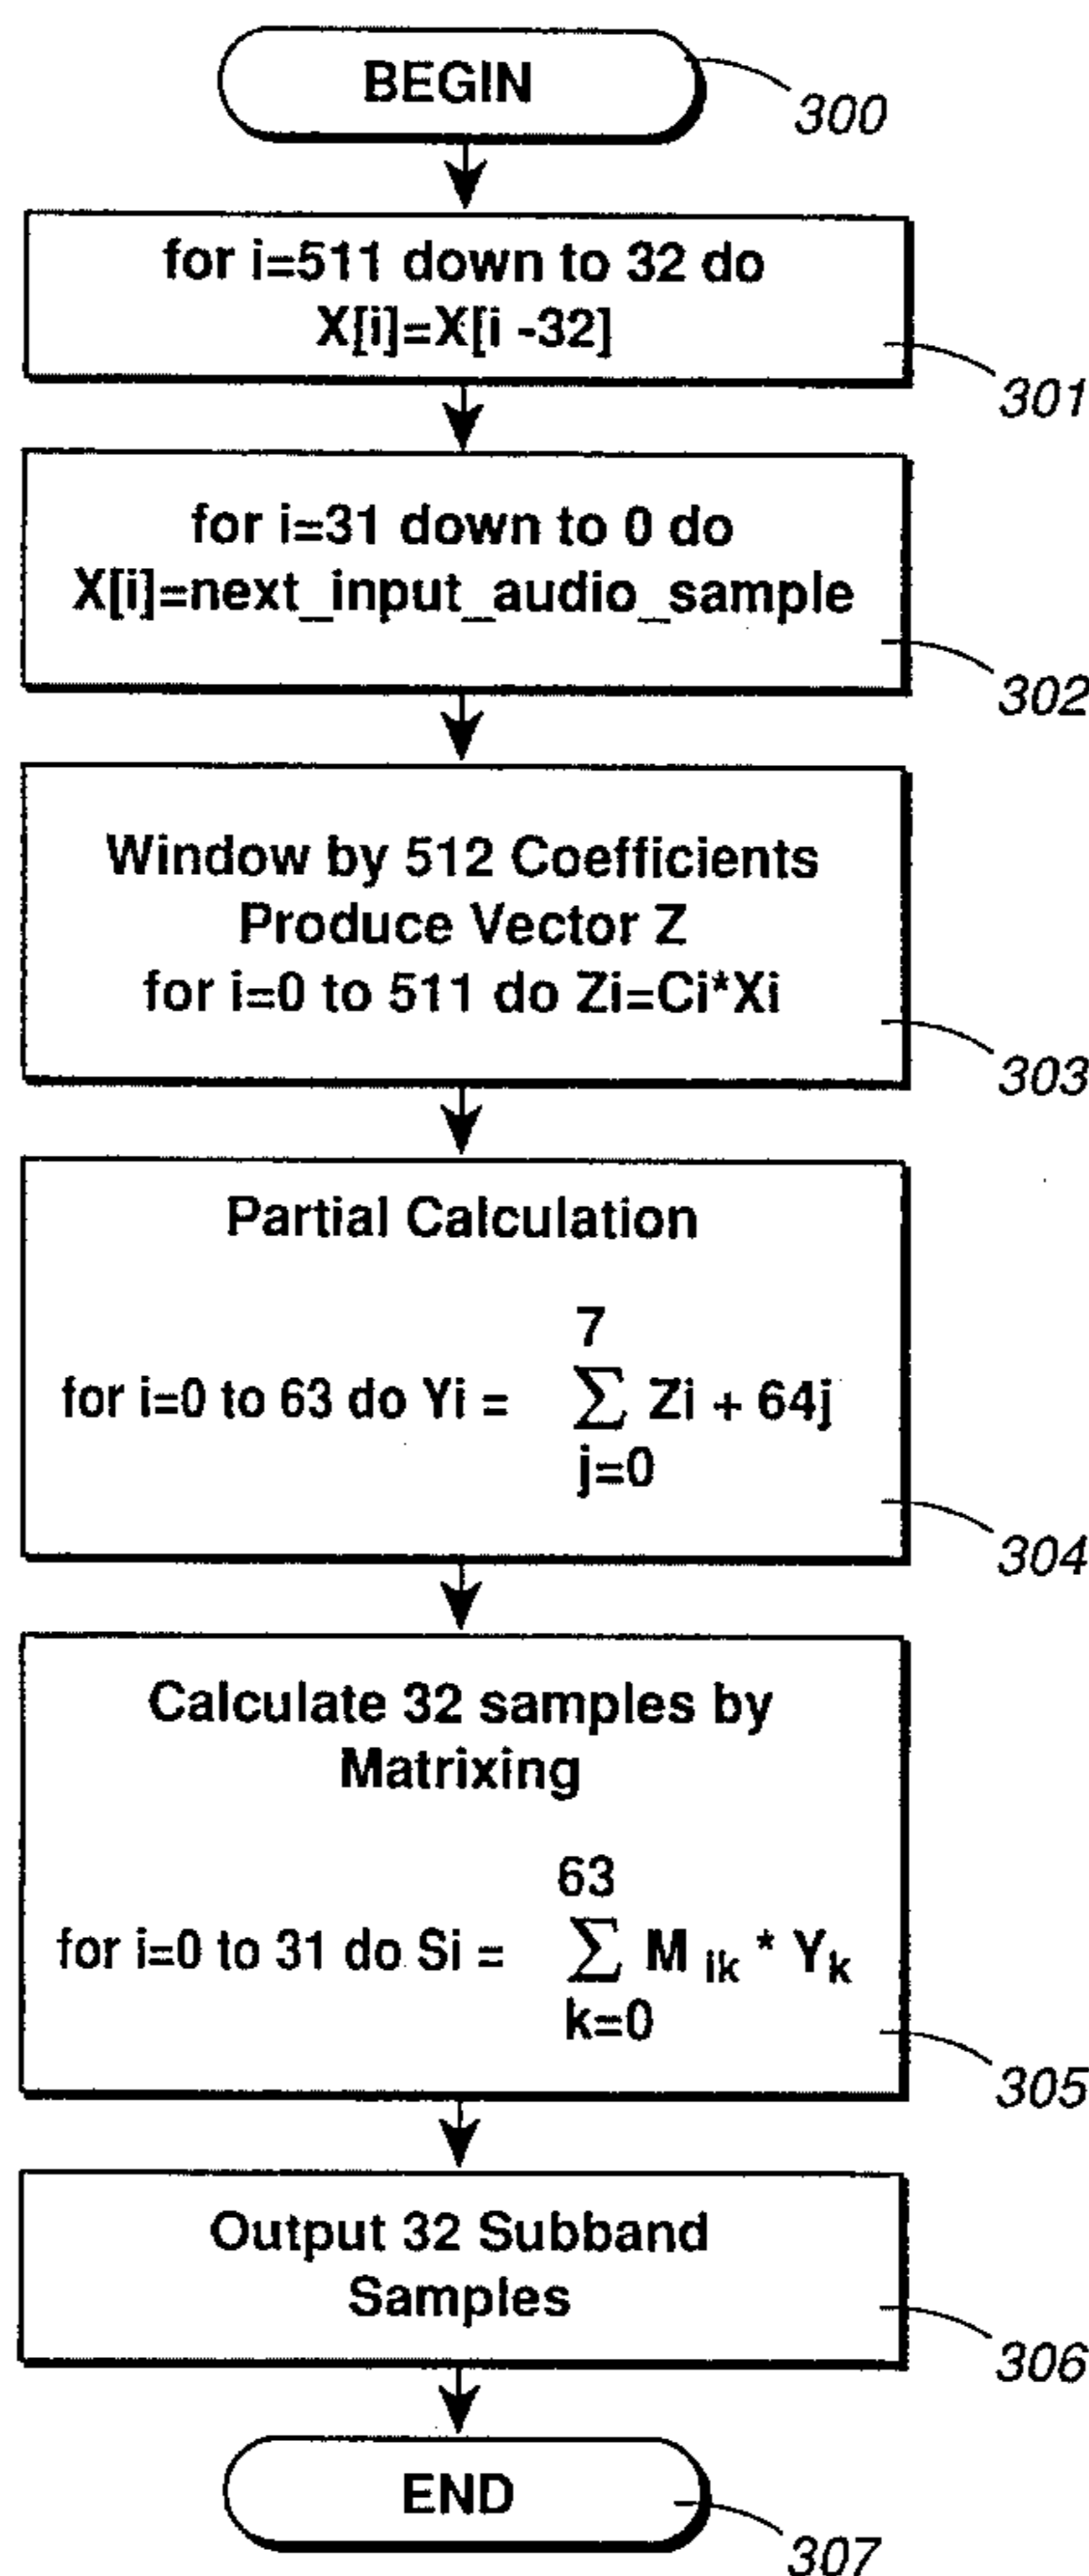 BEGIN
300
for i=511 down to 32 do
X[i]=X[i -32]
301
for i=31 down to 0 do
X[i]=next_input_audio_sample
302
Window by 512 Coefficients
Produce Vector Z
for i=0 to 511 do Zi=Ci*Xi
303
Partial Calculation
7
for i=0 to 63 do Yi = ∑ Zi + 64j
j=0
304
Calculate 32 samples by
Matrixing
63
for i=0 to 31 do Si = ∑ M ik * Yk
k=0
305
Output 32 Subband
Samples
306
END
307